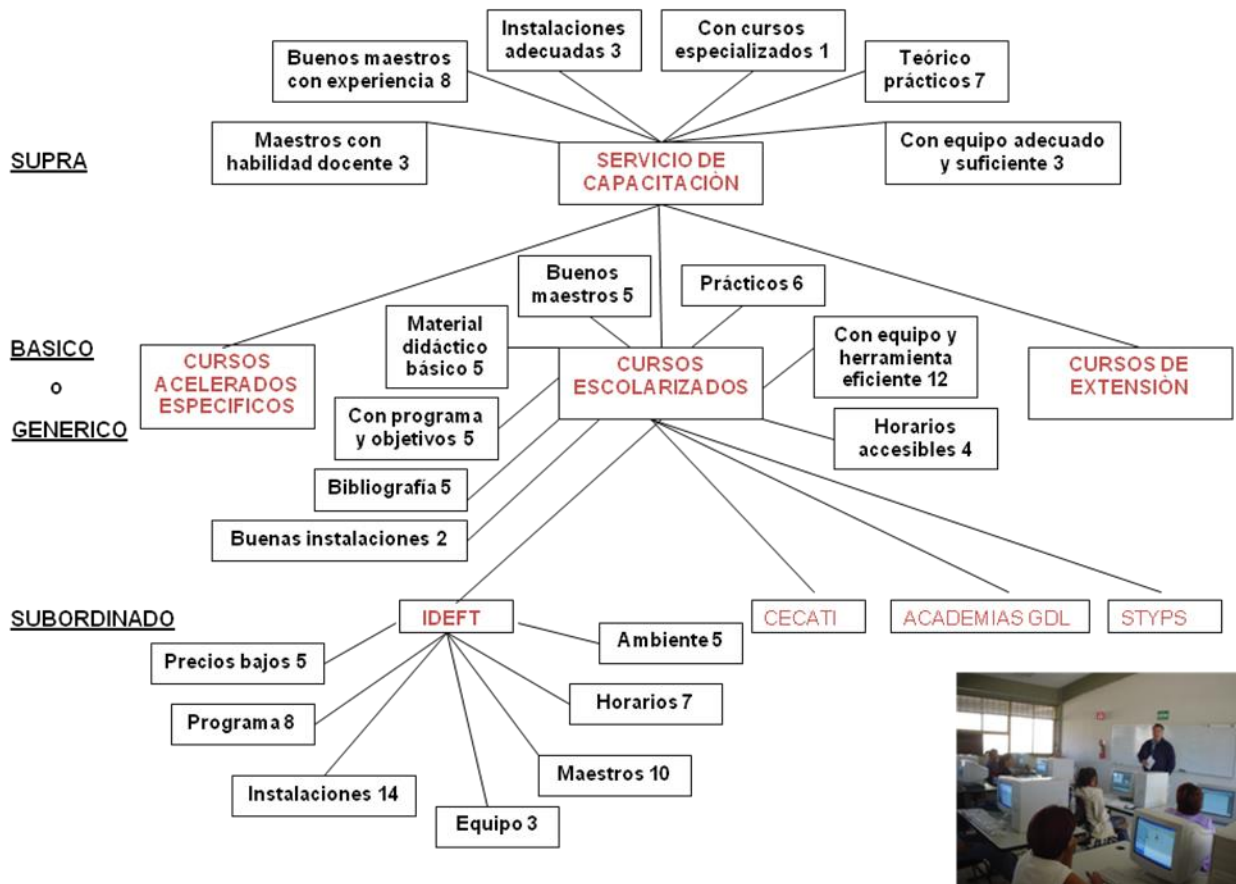 Instalaciones
adecuadas 3
Con cursos
especializados 1
Buenos maestros
con experiencia 8
Teórico
prácticos 7
Maestros con
habilidad docente 3
Con equipo adecuado
y suficiente 3
SUPRA
SERVICIO DE
CAPACITACIÓN
Buenos
maestros 5
Prácticos 6
Material
didáctico
básico 5
Con equipo y
herramienta
eficiente 12
BASICO
o
GENERICO
CURSOS
ACELERADOS
ESPECIFICOS
CURSOS
ESCOLARIZADOS
CURSOS DE
EXTENSIÓN
Con programa
y objetivos 5
Horarios
accesibles 4
Bibliografía 5
Buenas instalaciones 2
SUBORDINADO
IDEFT
CECATI
ACADEMIAS GDL
STYPS
Ambiente 5
Precios bajos 5
Horarios 7
Programa 8
Maestros 10
Instalaciones 14
Equipo 3